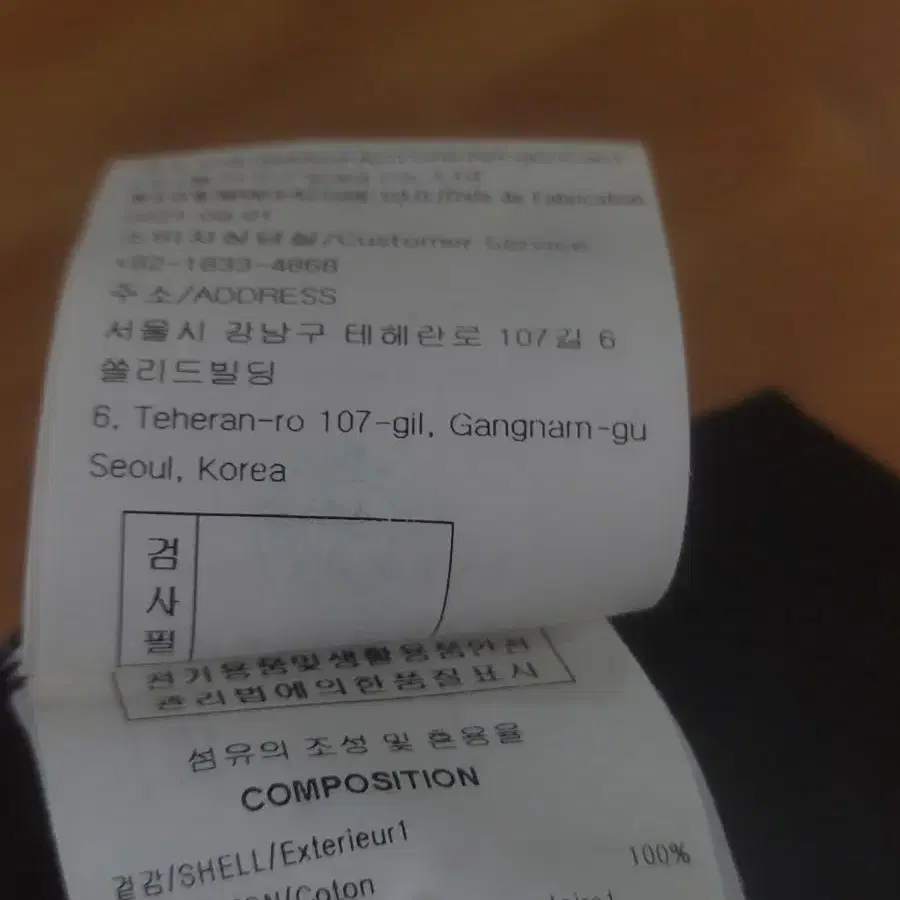 Date de Fabrication
소비자상담실/Customer Service
+82-1833-4868
주소/ADDRESS
서울시 강남구 테헤란로 107길 6
쏠리드빌딩
6, Teheran-ro 107-gil, Gangnam-gu
Seoul, Korea
검
사
필
전기용품및생활용품안전
관리법에의한품질표시
섬유의 조성 및 혼용율
COMPOSITION
겉감/SHELL/Exterieur1
100%